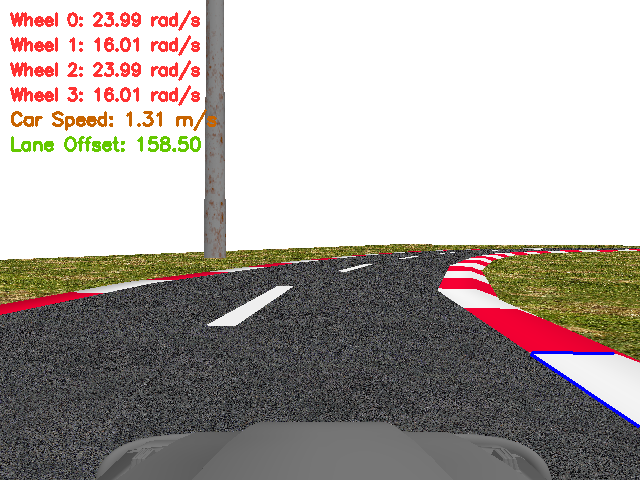 Wheel 0: 23.99 rad/s
Wheel 1: 16.01 rad/s
Wheel 2: 23.99 rad/s
Wheel 3: 16.01 rad/s
Car Speed: 1.31 m/s
Lane Offset: 158.50